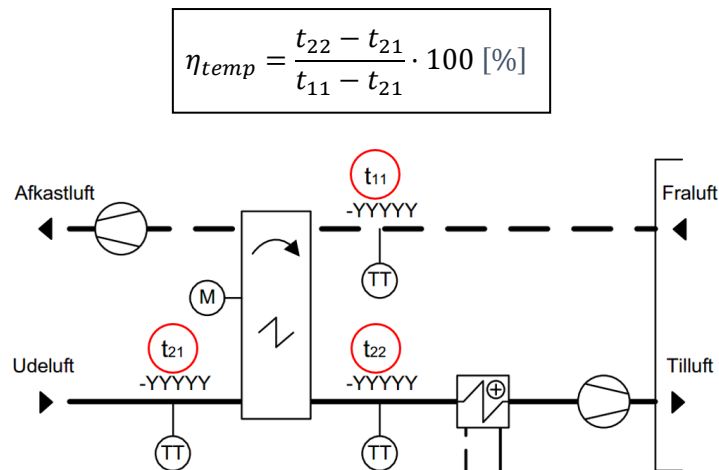 η_temp = (t₂₂ − t₂₁) / (t₁₁ − t₂₁) · 100 [%]
t₁₁
Afkastluft
-YYYYY
Fraluft
TT
M
t₂₁
t₂₂
Udeluft
-YYYYY
-YYYYY
Tilluft
TT
TT